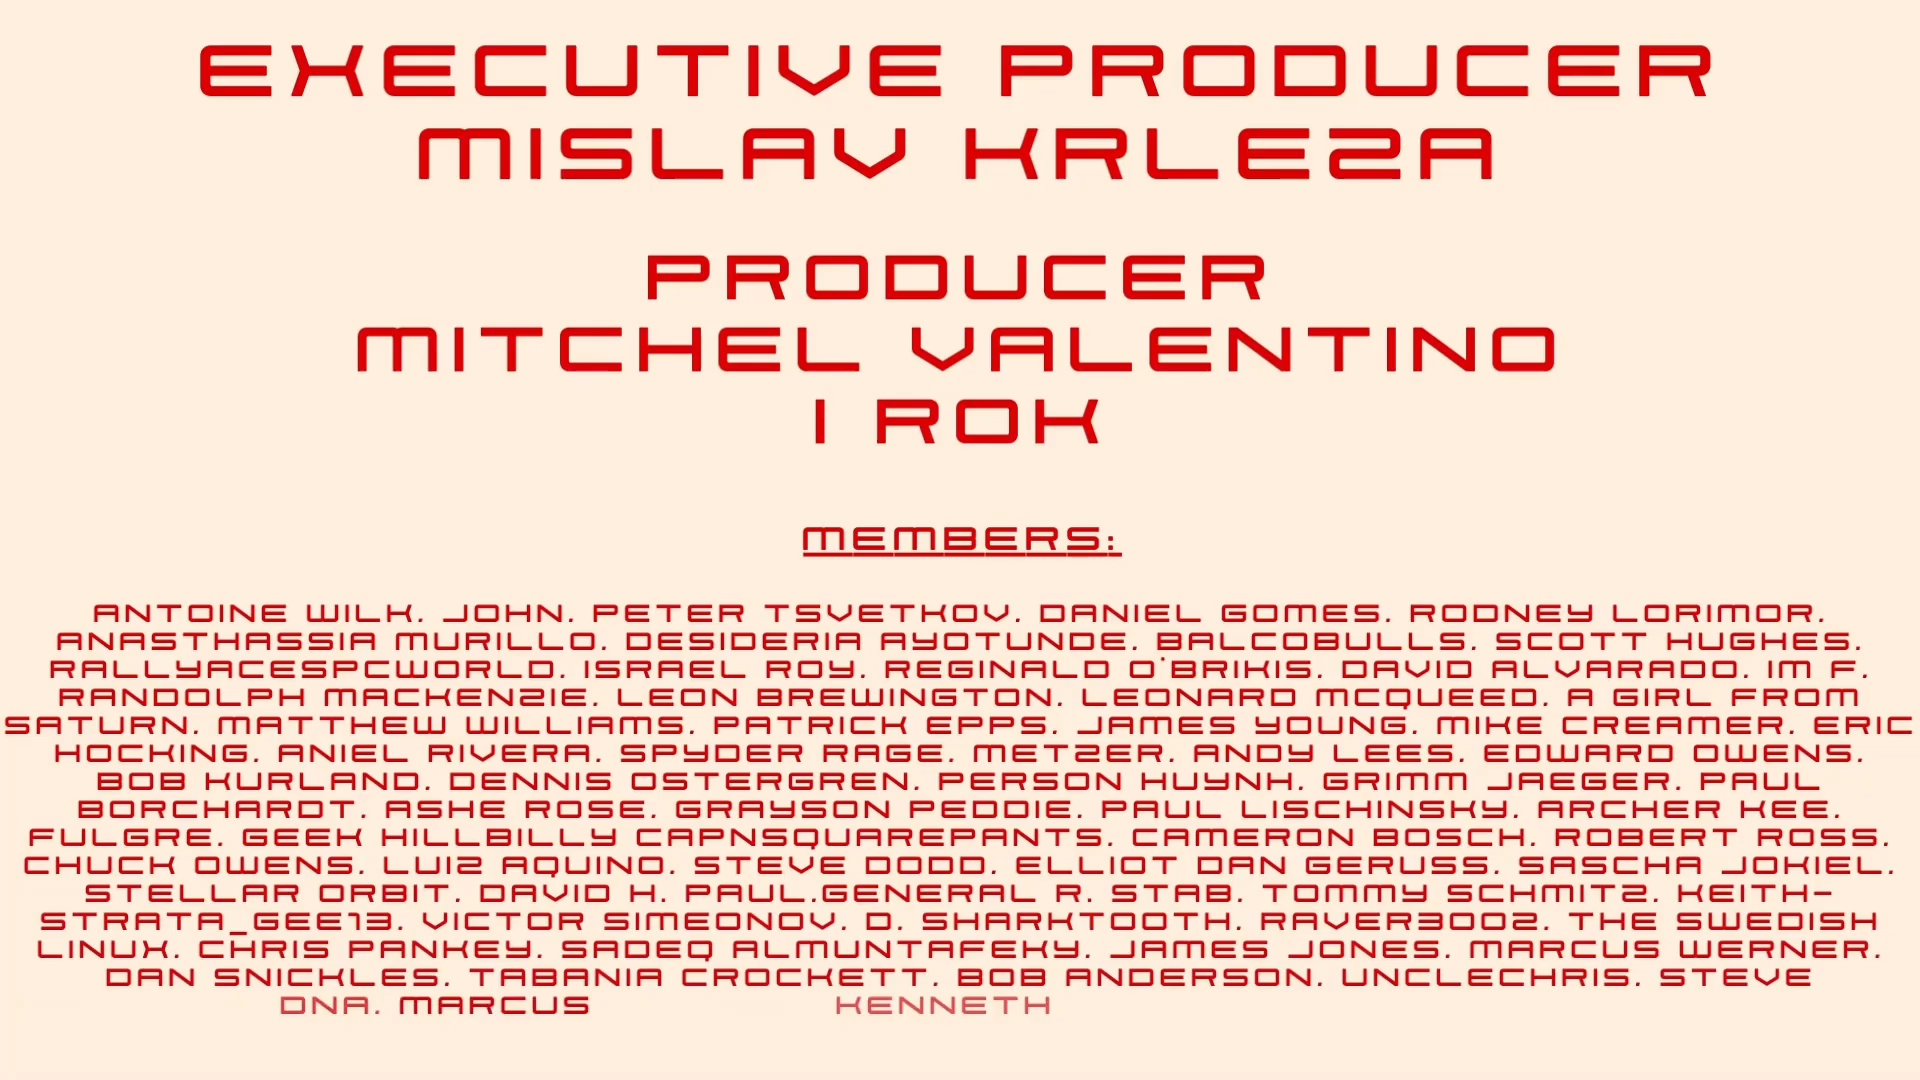 EXECUTIVE PRODUCER
MISLAV KRLEZA
PRODUCER
MITCHEL VALENTINO
I ROK
MEMBERS:
ANTOINE WILK. JOHN. PETER TSVETKOV. DANIEL GOMES. RODNEY LORIMOR.
ANASTHASSIA MURILLO. DESIDERIA AYOTUNDE. BALCOBULLS. SCOTT HUGHES.
RALLYACESPCWORLD. ISRAEL ROY. REGINALD O'BRIKIS. DAVID ALVARADO. IM F.
RANDOLPH MACKENZIE. LEON BREWINGTON. LEONARD MCQUEED. A GIRL FROM
SATURN. MATTHEW WILLIAMS. PATRICK EPPS. JAMES YOUNG. MIKE CREAMER. ERIC
HOCKING. ANIEL RIVERA. SPYDER RAGE. METZER. ANDY LEES. EDWARD OWENS.
BOB KURLAND. DENNIS OSTERGREN. PERSON HUYNH. GRIMM JAEGER. PAUL
BORCHARDT. ASHE ROSE. GRAYSON PEDDIE. PAUL LISCHINSKY. ARCHER KEE.
FULGRE. GEEK HILLBILLY CAPNSQUAREPANTS. CAMERON BOSCH. ROBERT ROSS.
CHUCK OWENS. LUIZ AQUINO. STEVE DODD. ELLIOT DAN GERUSS. SASCHA JOKIEL.
STELLAR ORBIT. DAVID H. PAUL.GENERAL R. STAB. TOMMY SCHMITZ. KEITH-
STRATA_GEE13. VICTOR SIMEONOV. D. SHARKTOOTH. RAVER3002. THE SWEDISH
LINUX. CHRIS PANKEY. SADEQ ALMUNTAFEKY. JAMES JONES. MARCUS WERNER.
DAN SNICKLES. TABANIA CROCKETT. BOB ANDERSON. UNCLECHRIS. STEVE
DNA. MARCUS KENNETH